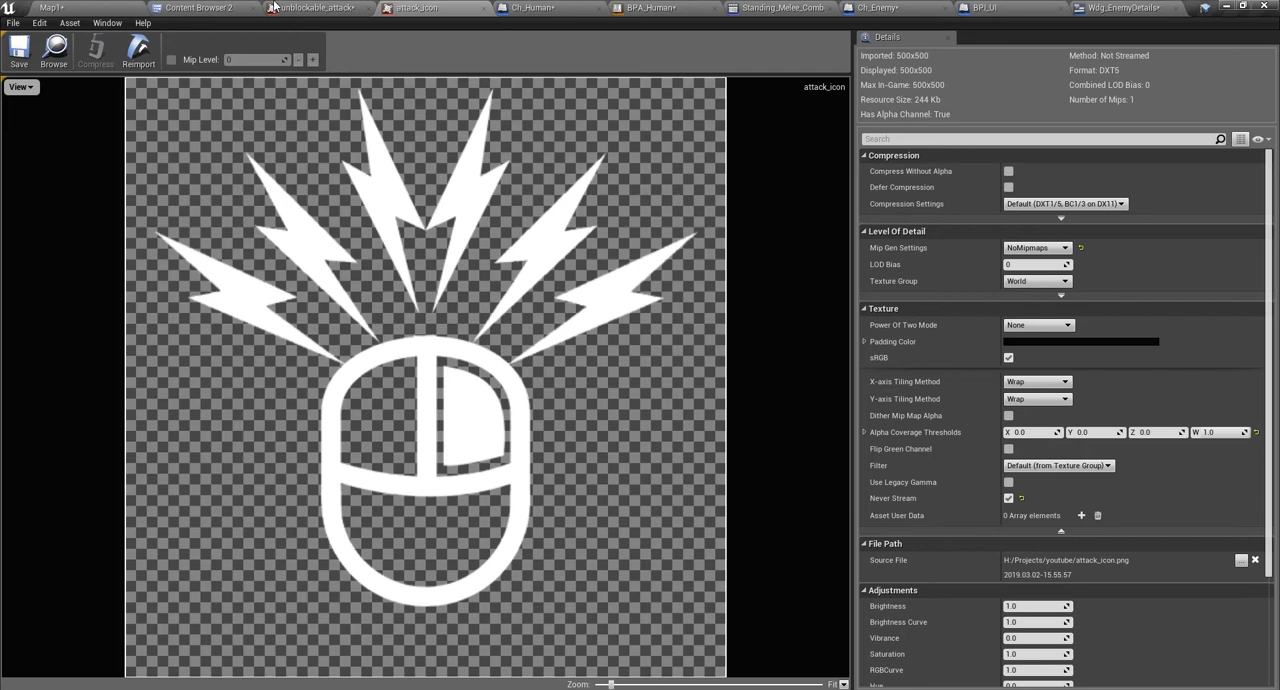 Map1*
Content Browser 2
unblockable_attack*
attack_icon
Ch_Human*
BPA_Human*
Standing_Melee_Comb
Ch_Enemy*
BPI_UI
Wdg_EnemyDetails*
File Edit Asset Window Help
Save Browse Compress Reimport
Mip Level: 0 - +
View
attack_icon
Details
Imported: 500x500 Method: Not Streamed
Displayed: 500x500 Format: DXT5
Max In-Game: 500x500 Combined LOD Bias: 0
Resource Size: 244 Kb Number of Mips: 1
Has Alpha Channel: True
Search
Compression
Compress Without Alpha
Defer Compression
Compression Settings Default (DXT1/5, BC1/3 on DX11)
Level Of Detail
Mip Gen Settings NoMipmaps
LOD Bias 0
Texture Group World
Texture
Power Of Two Mode None
Padding Color
sRGB
X-axis Tiling Method Wrap
Y-axis Tiling Method Wrap
Dither Mip Map Alpha
Alpha Coverage Thresholds X 0.0 Y 0.0 Z 0.0 W 1.0
Flip Green Channel
Filter Default (from Texture Group)
Use Legacy Gamma
Never Stream
Asset User Data 0 Array elements
File Path
Source File H:/Projects/youtube/attack_icon.png ...
2019.03.02-15.55.57
Adjustments
Brightness 1.0
Brightness Curve 1.0
Vibrance 0.0
Saturation 1.0
RGBCurve 1.0
Hue 0.0
Zoom: Fit